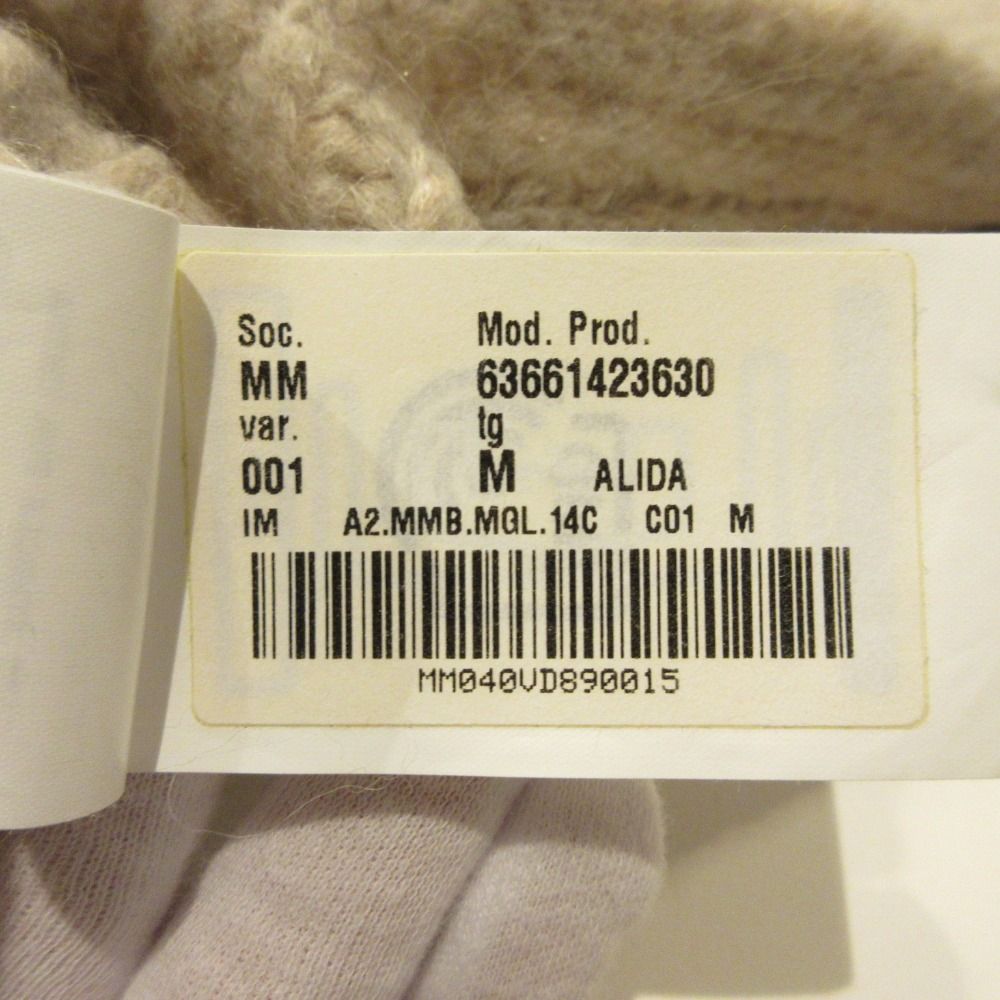 Soc. Mod. Prod.
MM 63661423630
var. tg
001 M ALIDA
IM A2.MMB.MGL.14C C01 M
MM040VD890015